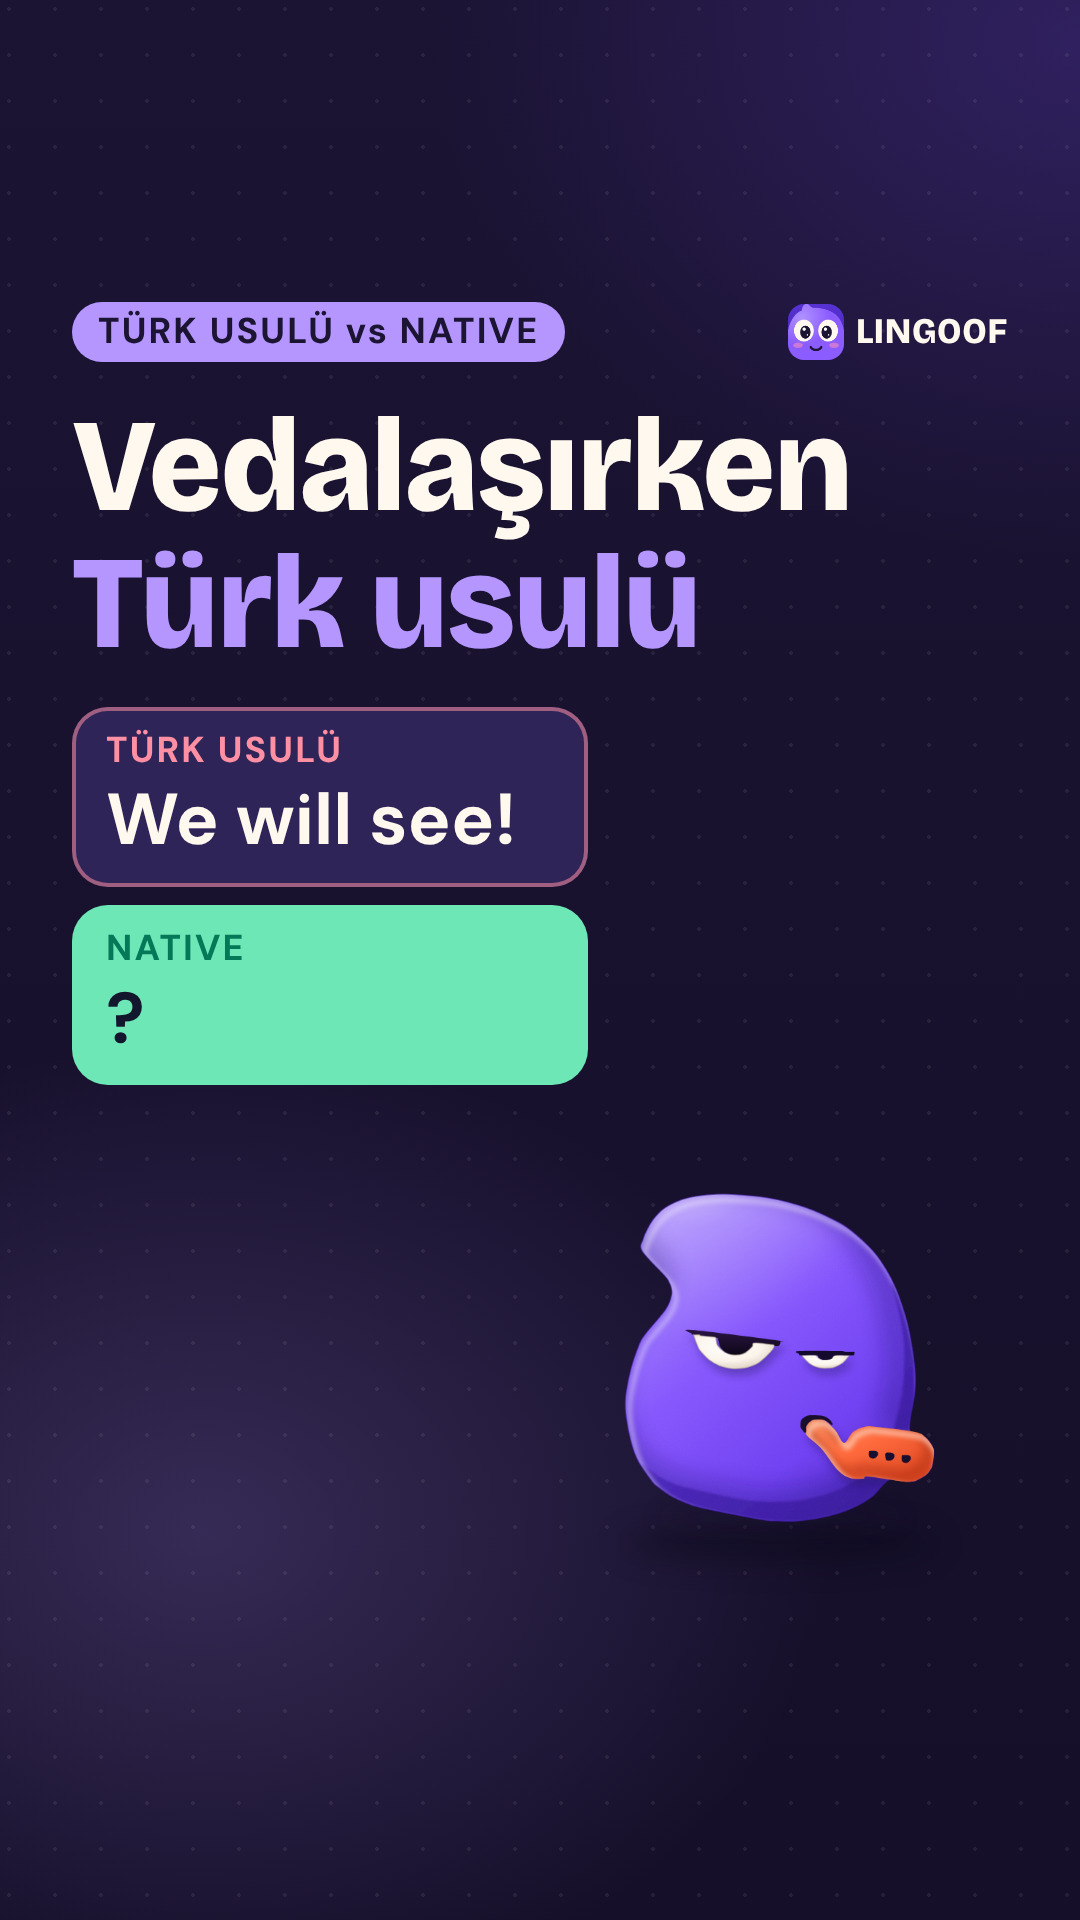 TÜRK USULÜ vs NATIVE
LINGOOF
Vedalaşırken
Türk usulü
TÜRK USULÜ
We will see!
NATIVE
?